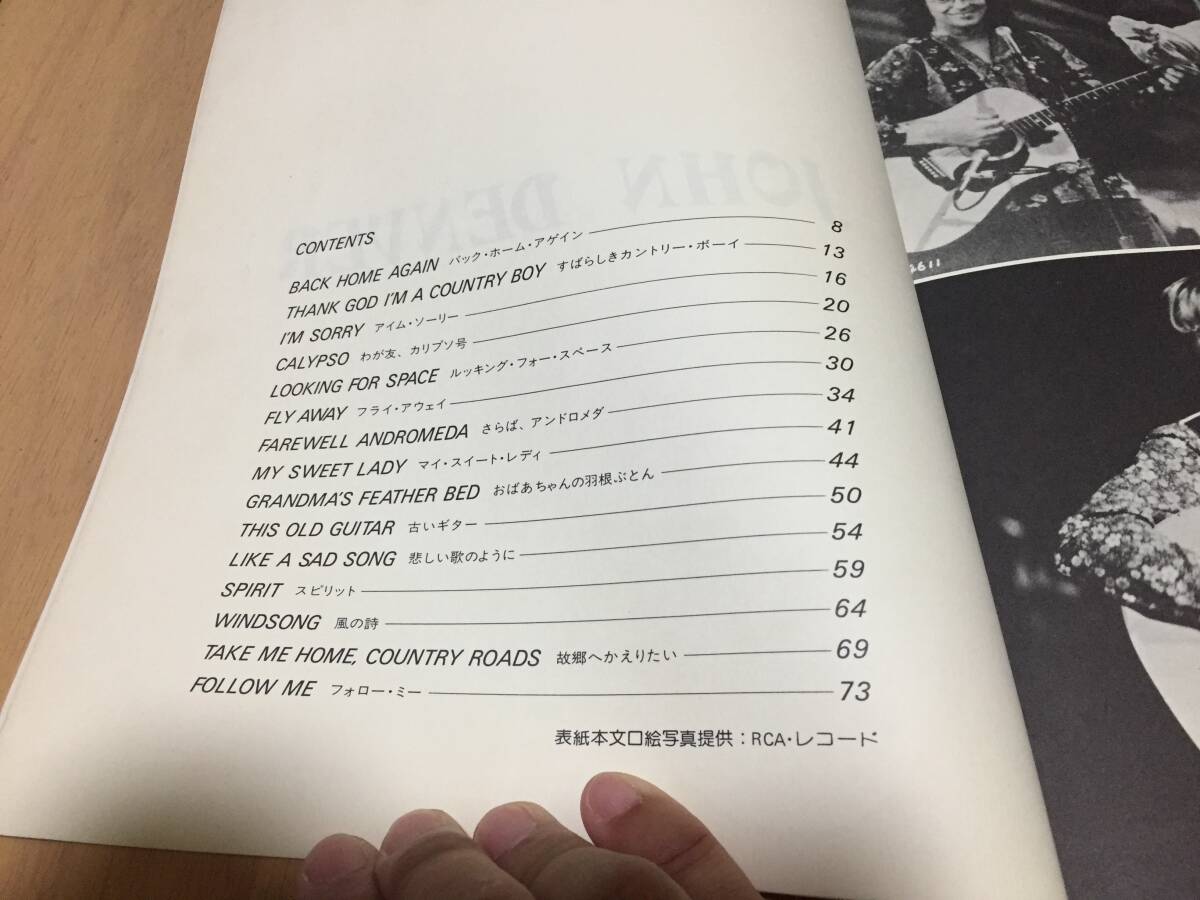 CONTENTS
BACK HOME AGAIN バック・ホーム・アゲイン 8
THANK GOD I'M A COUNTRY BOY すばらしきカントリー・ボーイ 13
I'M SORRY アイム・ソーリー 16
CALYPSO わが友、カリプソ号 20
LOOKING FOR SPACE ルッキング・フォー・スペース 26
FLY AWAY フライ・アウェイ 30
FAREWELL ANDROMEDA さらば、アンドロメダ 34
MY SWEET LADY マイ・スイート・レディ 41
GRANDMA'S FEATHER BED おばあちゃんの羽根ぶとん 44
THIS OLD GUITAR 古いギター 50
LIKE A SAD SONG 悲しい歌のように 54
SPIRIT スピリット 59
WINDSONG 風の詩 64
TAKE ME HOME, COUNTRY ROADS 故郷へかえりたい 69
FOLLOW ME フォロー・ミー 73
表紙本文口絵写真提供：RCA・レコード
JOHN DENVER
2611